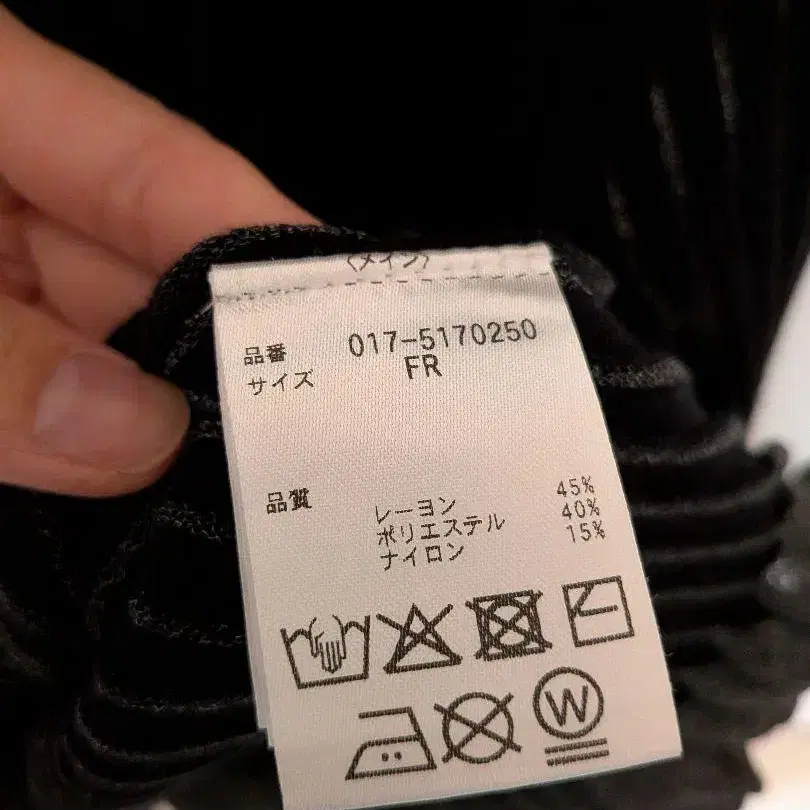 〈メイン〉
品番 017-5170250
サイズ FR
品質
レーヨン 45%
ポリエステル 40%
ナイロン 15%
W